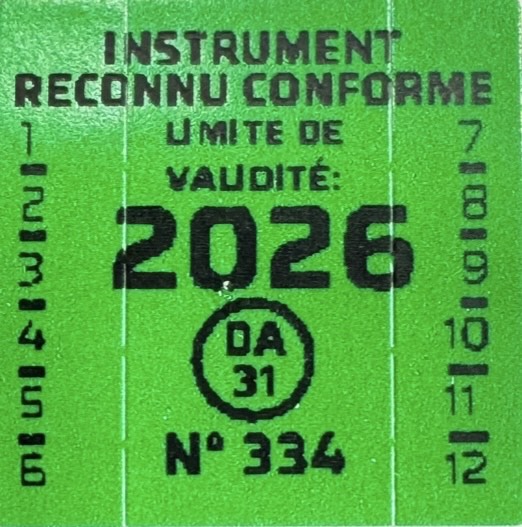 INSTRUMENT
RECONNU CONFORME
LIMITE DE
VALIDITÉ:
2026
DA
31
Nº 334
1
2
3
4
5
6
7
8
9
10
11
12